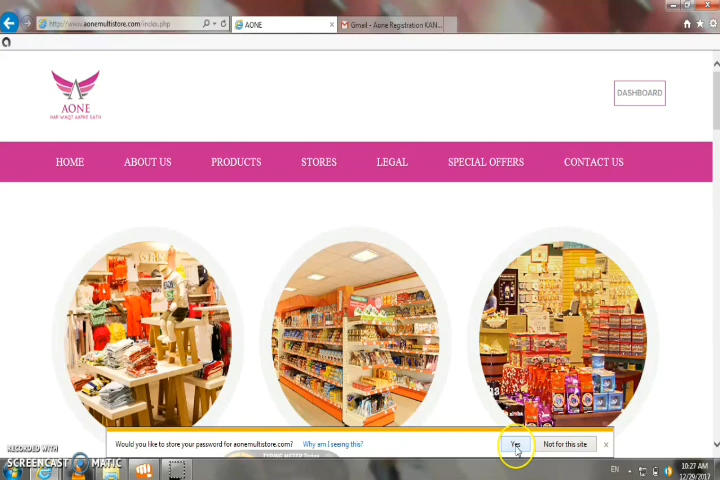 http://www.aonemultistore.com/index.php
AONE
Gmail - Aone Registration KAN...
AONE
HAR WAQT AAPKE SATH
DASHBOARD
HOME
ABOUT US
PRODUCTS
STORES
LEGAL
SPECIAL OFFERS
CONTACT US
Would you like to store your password for aonemultistore.com?
Why am I seeing this?
Yes
Not for this site
RECORDED WITH
SCREENCAST MATIC
EN
10:27 AM
12/29/2017